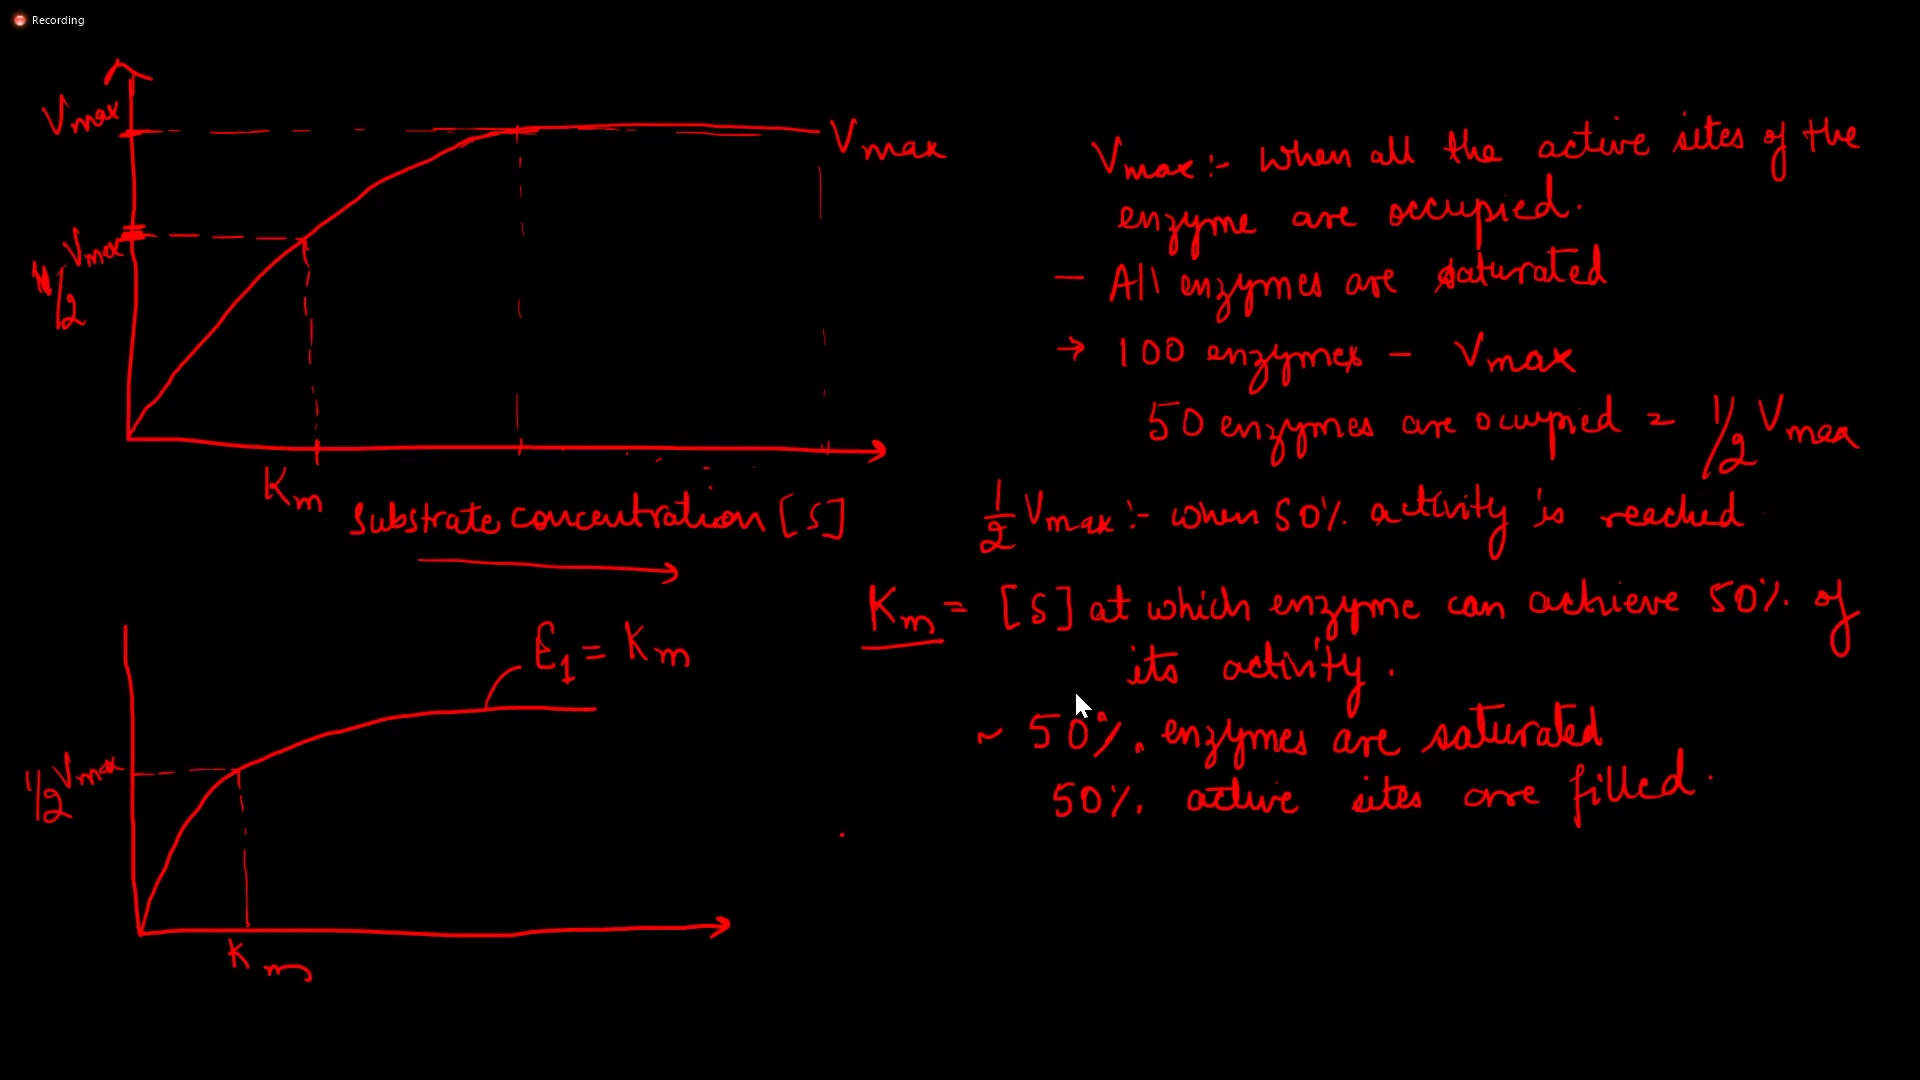 Recording
Vmax
Vmax
1/2 Vmax
Km
Substrate concentration [S]
E1 = Km
1/2 Vmax
Km
Vmax :- When all the active sites of the
enzyme are occupied.
- All enzymes are saturated
→ 100 enzymes - Vmax
50 enzymes are occupied = 1/2 Vmax
1/2 Vmax :- when 50% activity is reached
Km = [S] at which enzyme can achieve 50% of
its activity.
~ 50% enzymes are saturated
50% active sites are filled.